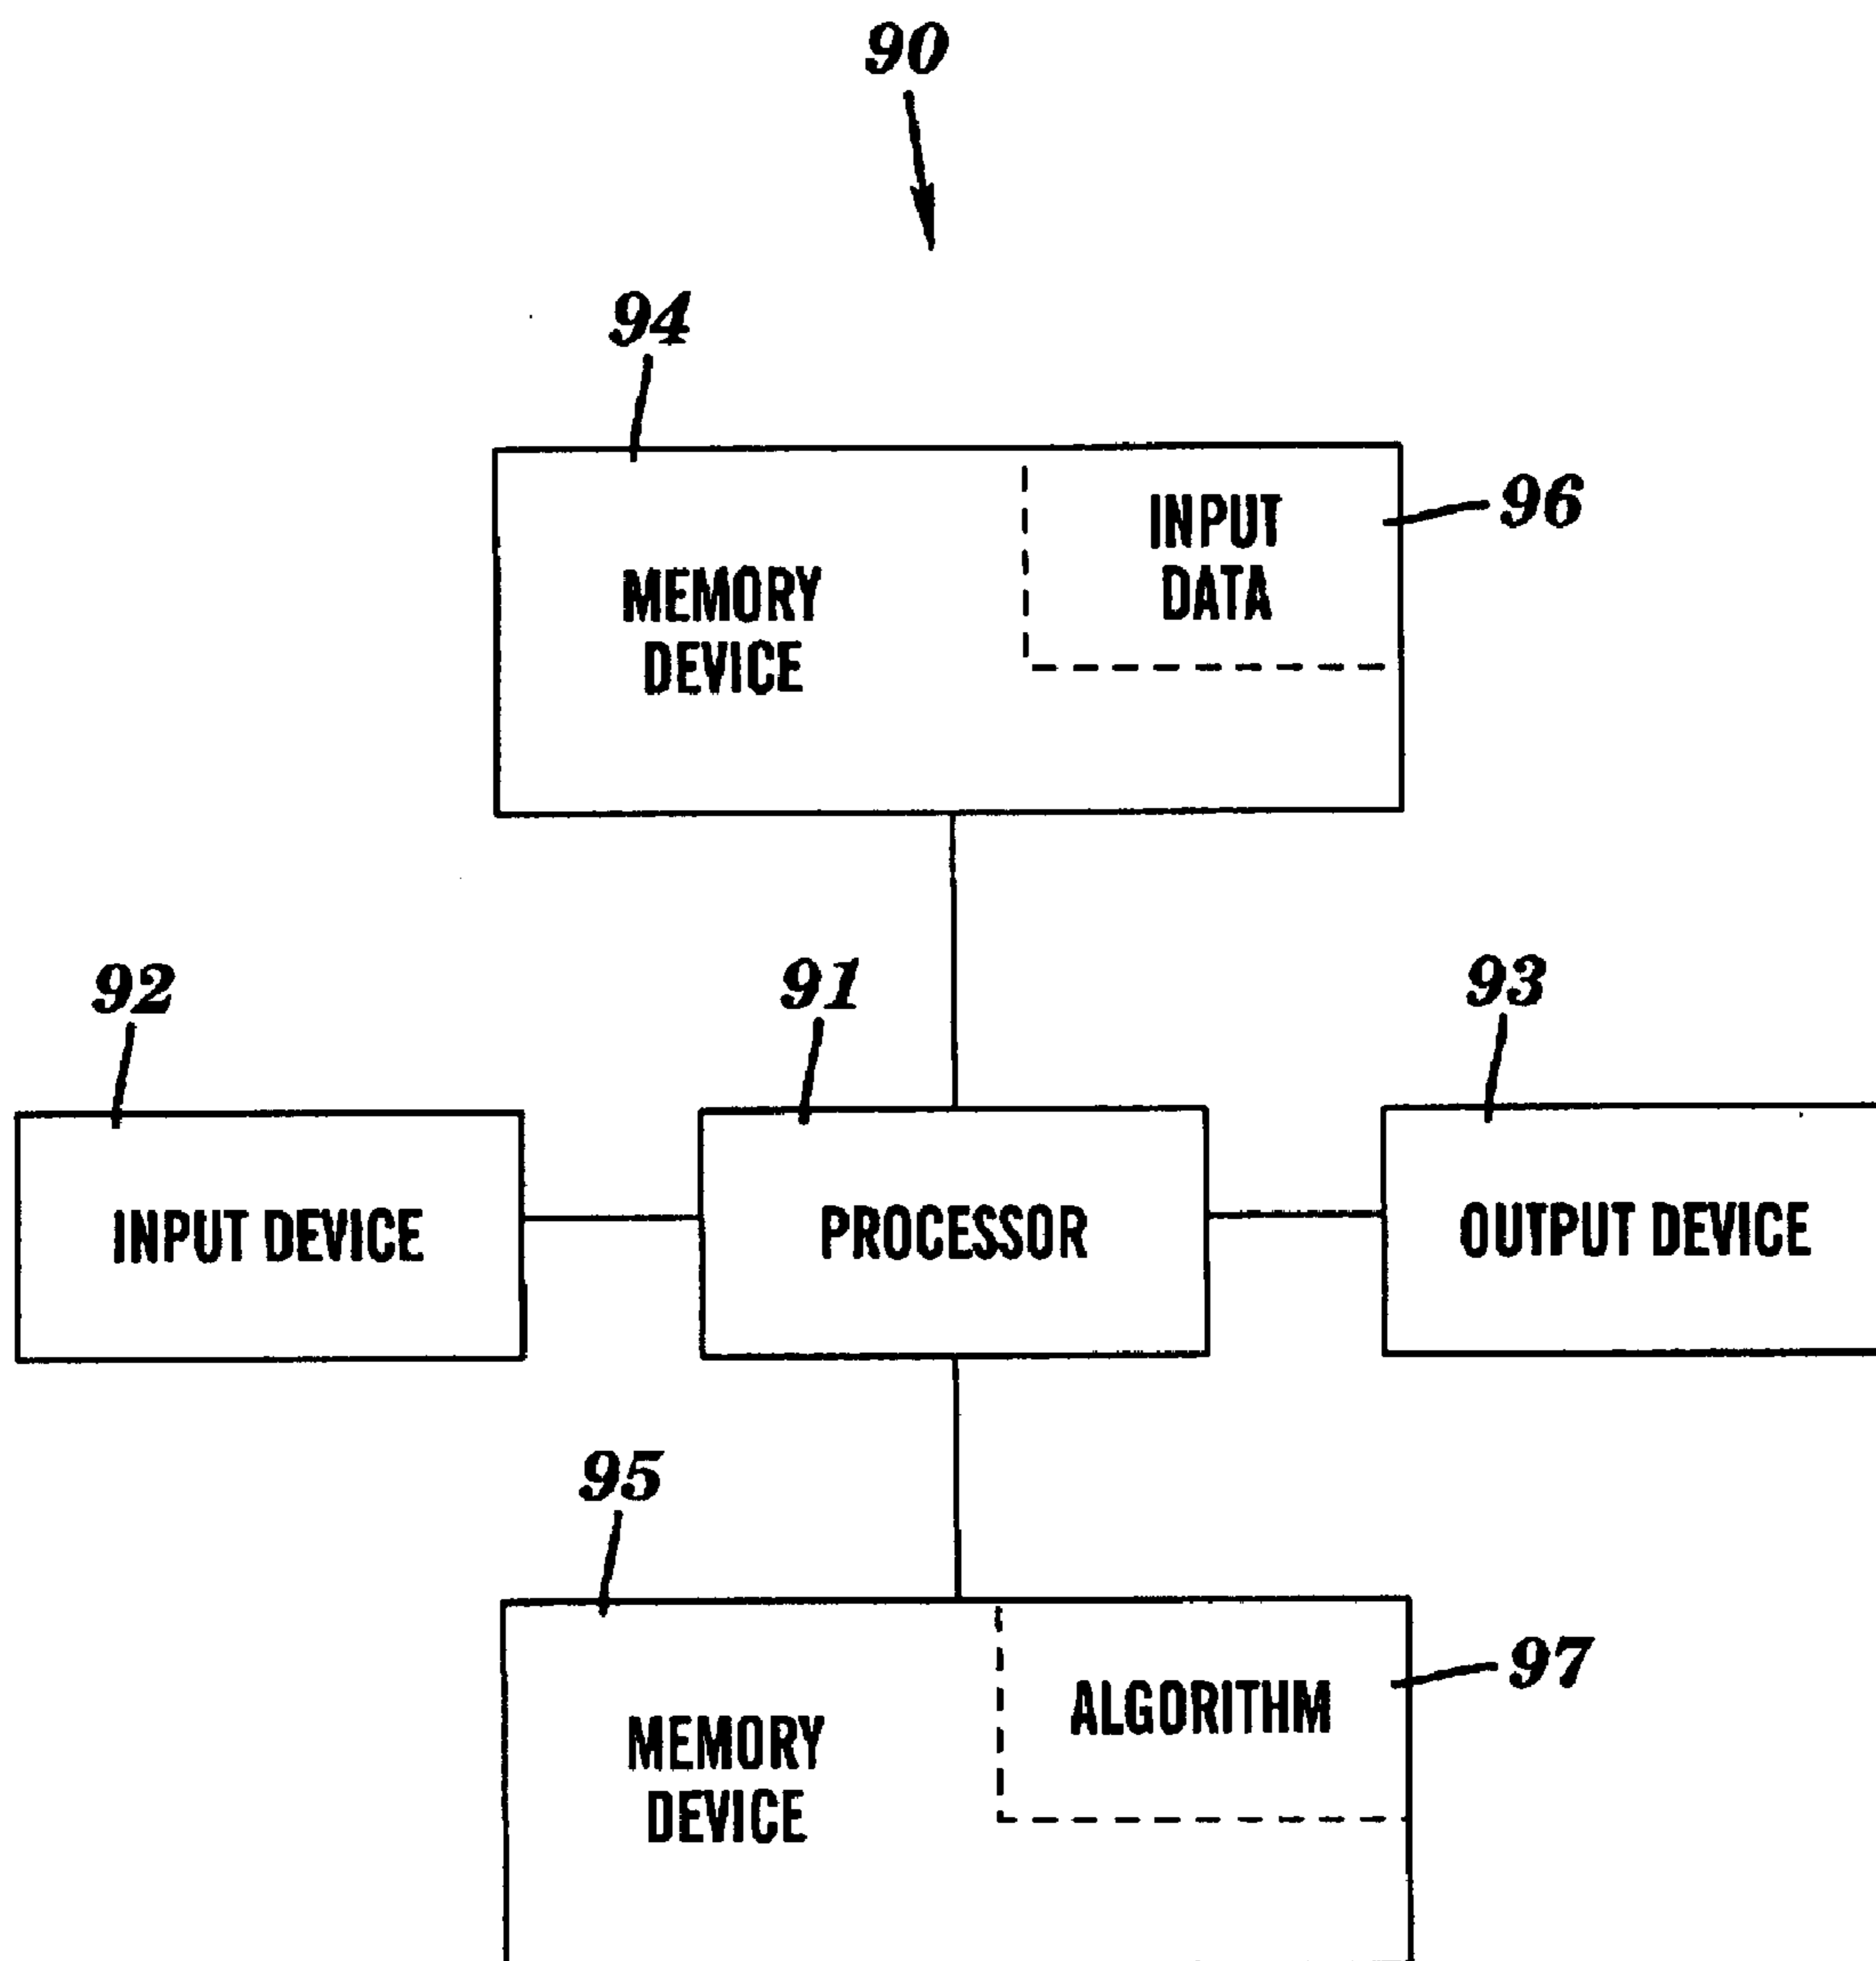 90
94
96
INPUT
DATA
MEMORY
DEVICE
92
91
93
INPUT DEVICE
PROCESSOR
OUTPUT DEVICE
95
97
ALGORITHM
MEMORY
DEVICE